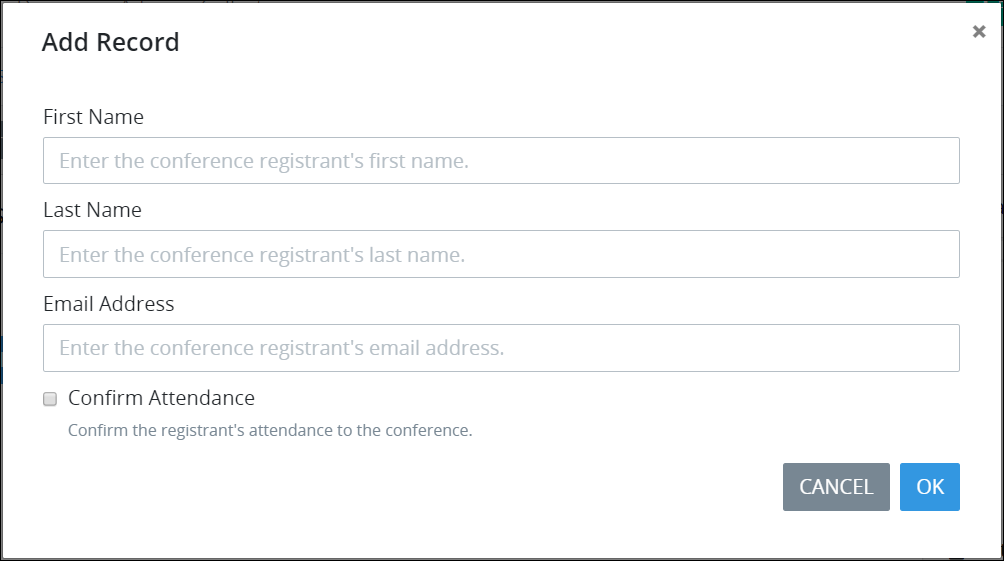 Add Record
First Name
Enter the conference registrant's first name.
Last Name
Enter the conference registrant's last name.
Email Address
Enter the conference registrant's email address.
Confirm Attendance
Confirm the registrant's attendance to the conference.
CANCEL OK